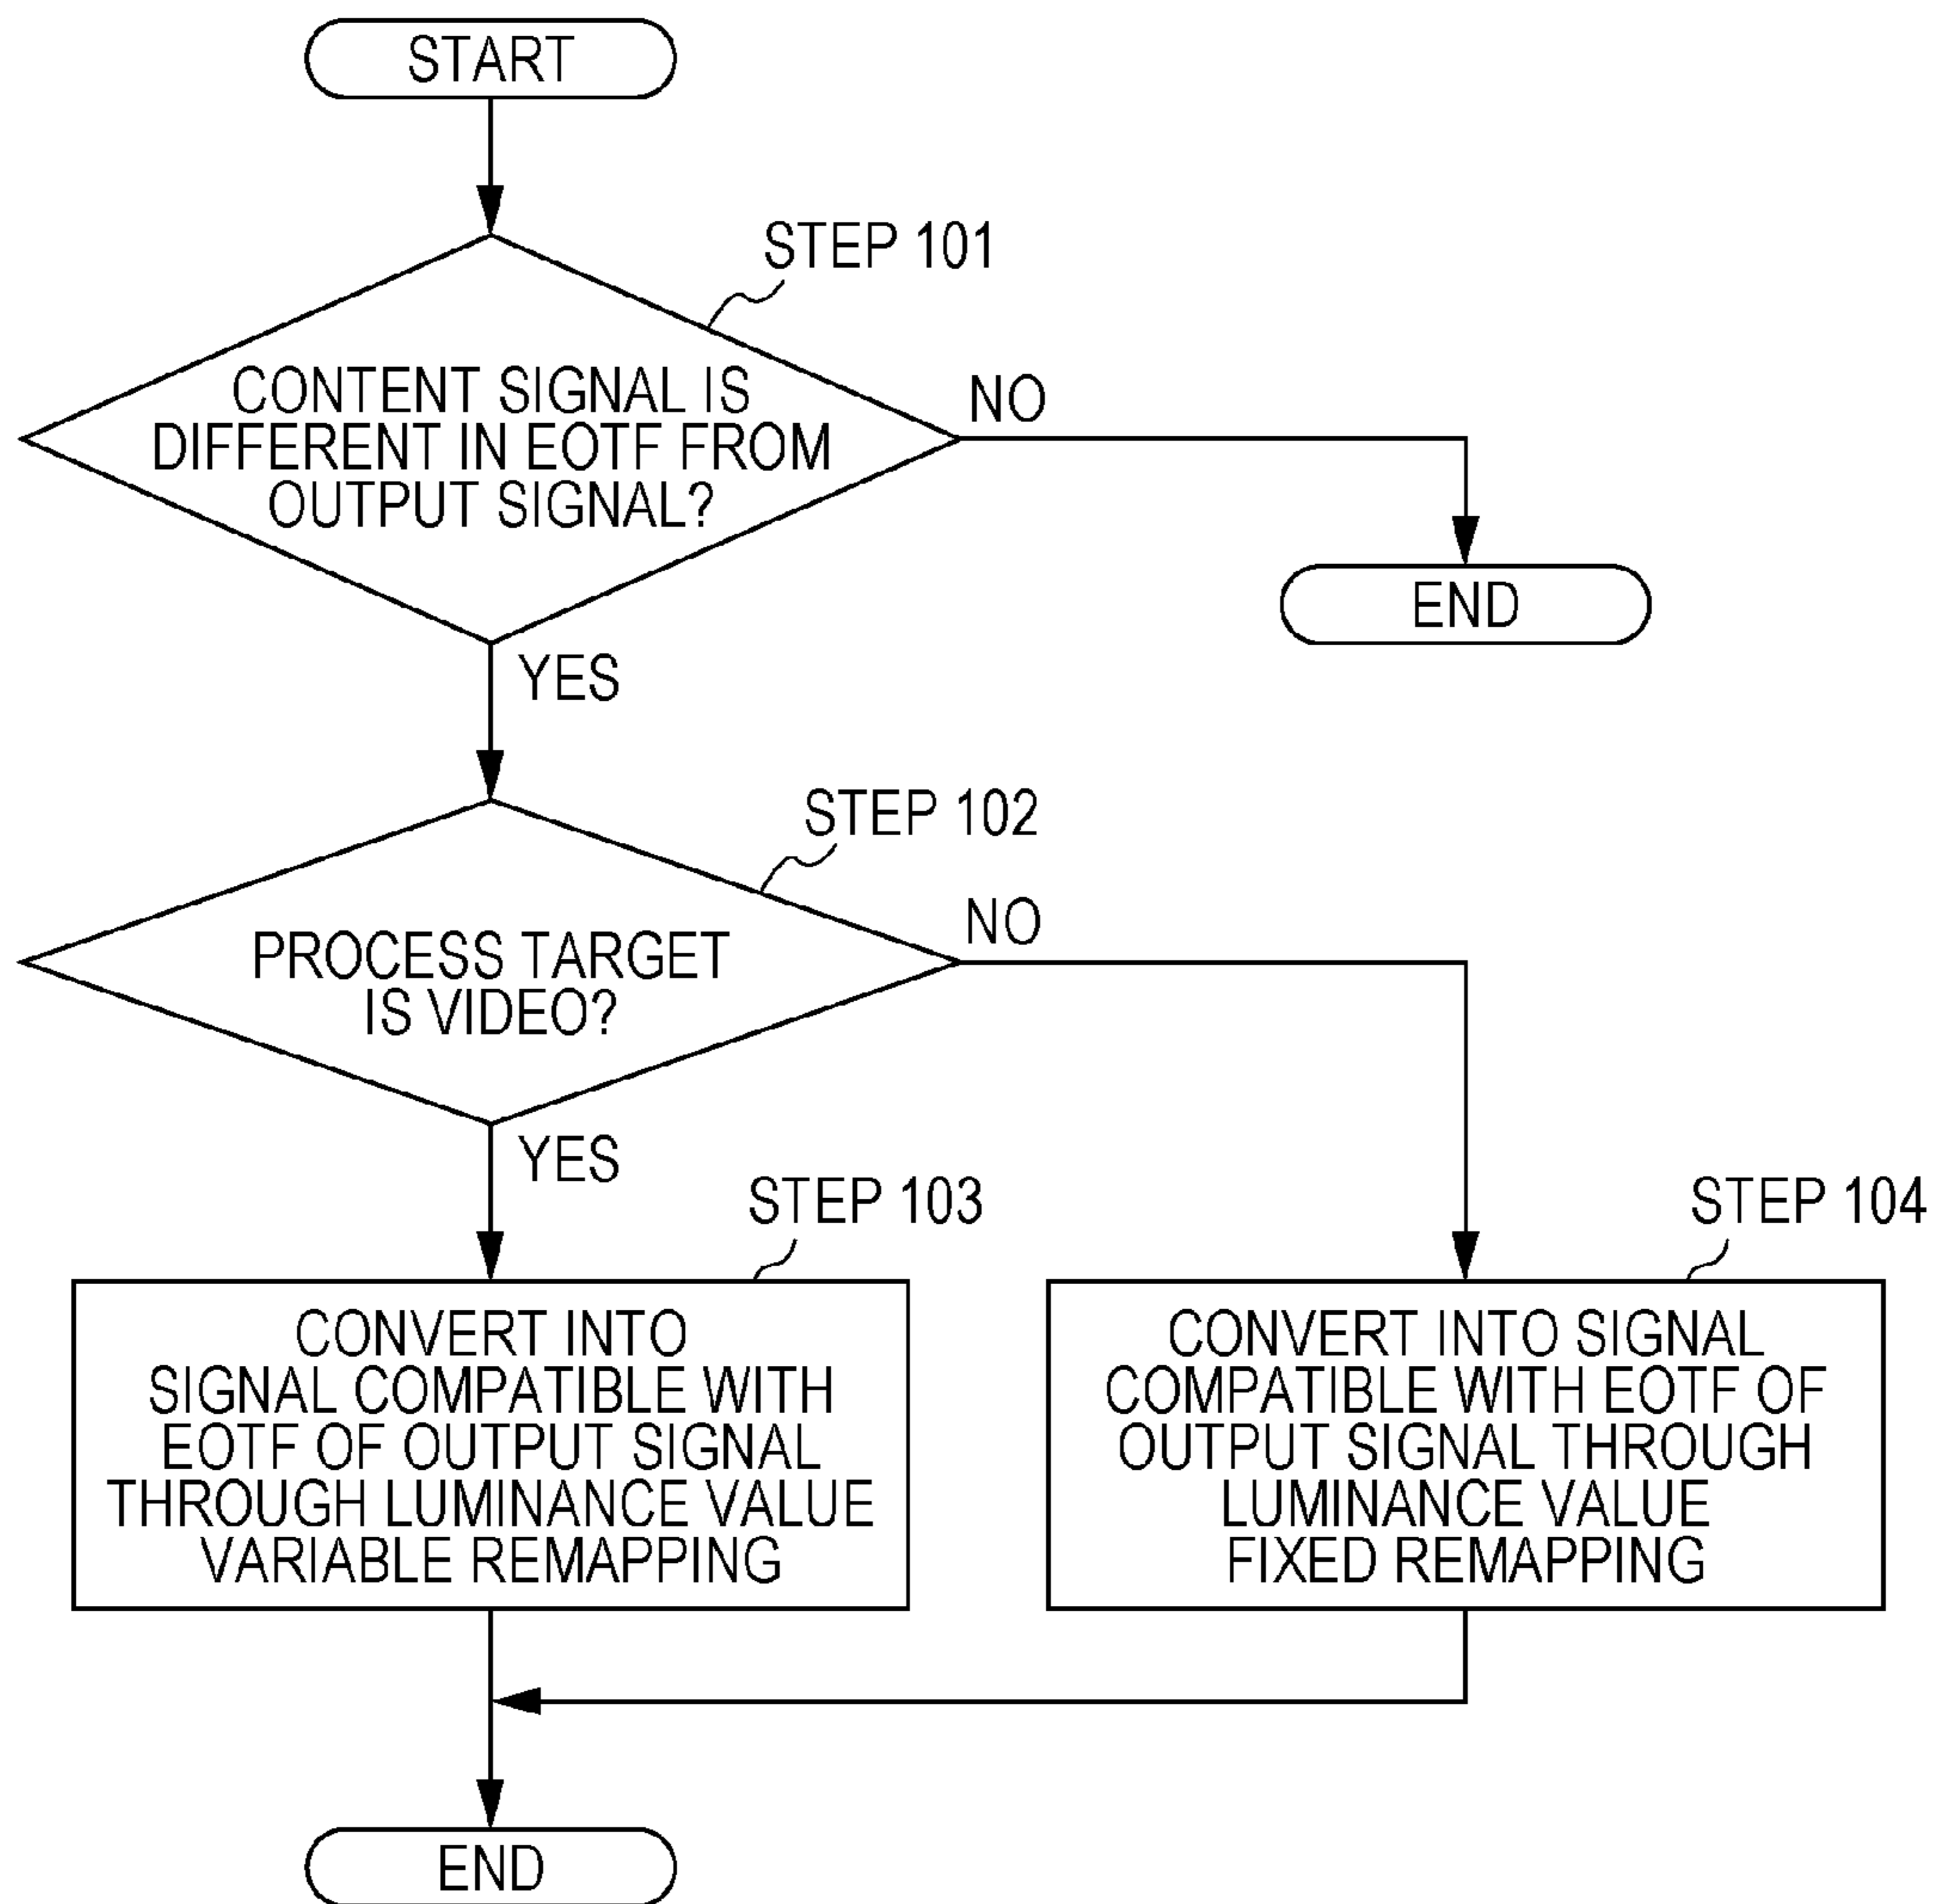 START
STEP 101
CONTENT SIGNAL IS
DIFFERENT IN EOTF FROM
OUTPUT SIGNAL?
NO
END
YES
STEP 102
PROCESS TARGET
IS VIDEO?
NO
YES
STEP 103
CONVERT INTO
SIGNAL COMPATIBLE WITH
EOTF OF OUTPUT SIGNAL
THROUGH LUMINANCE VALUE
VARIABLE REMAPPING
STEP 104
CONVERT INTO SIGNAL
COMPATIBLE WITH EOTF OF
OUTPUT SIGNAL THROUGH
LUMINANCE VALUE
FIXED REMAPPING
END